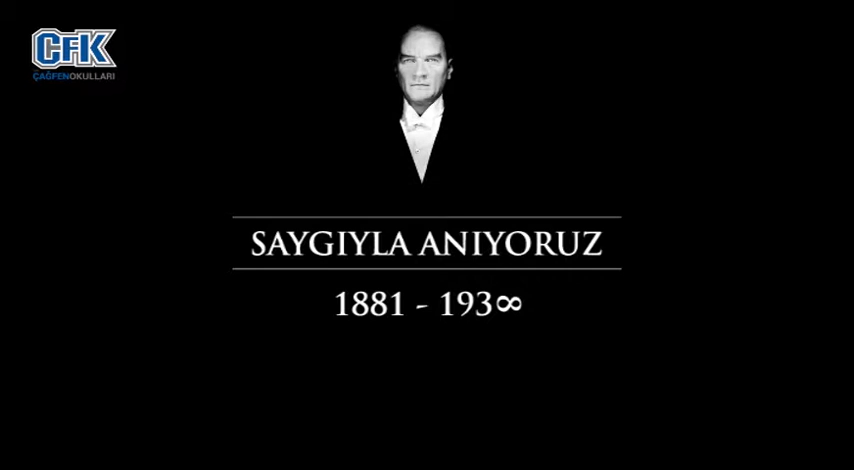 ÇFK
ÇAĞFENOKULLARI
SAYGIYLA ANIYORUZ
1881 - 193∞